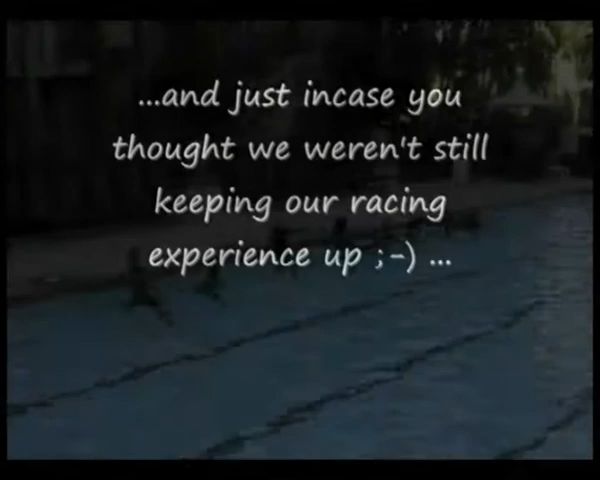 ...and just incase you
thought we weren't still
keeping our racing
experience up ;-) ...